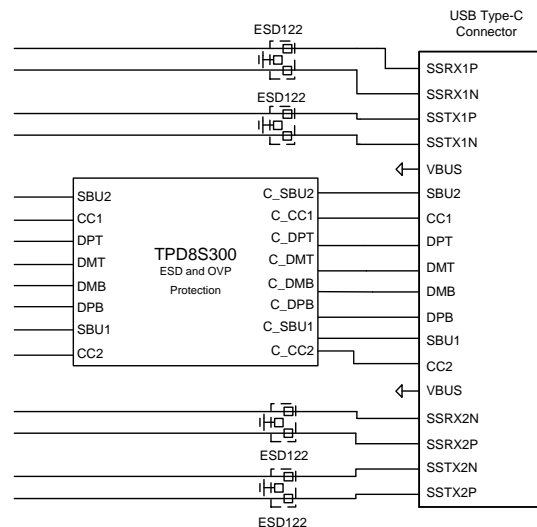 USB Type-C
Connector
ESD122
SSRX1P
SSRX1N
ESD122
SSTX1P
SSTX1N
VBUS
SBU2 C_SBU2 SBU2
CC1 C_CC1 CC1
DPT C_DPT DPT
TPD8S300
ESD and OVP
Protection
DMT C_DMT DMT
DMB C_DMB DMB
DPB C_DPB DPB
SBU1 C_SBU1 SBU1
CC2 C_CC2 CC2
VBUS
SSRX2N
SSRX2P
ESD122
SSTX2N
SSTX2P
ESD122